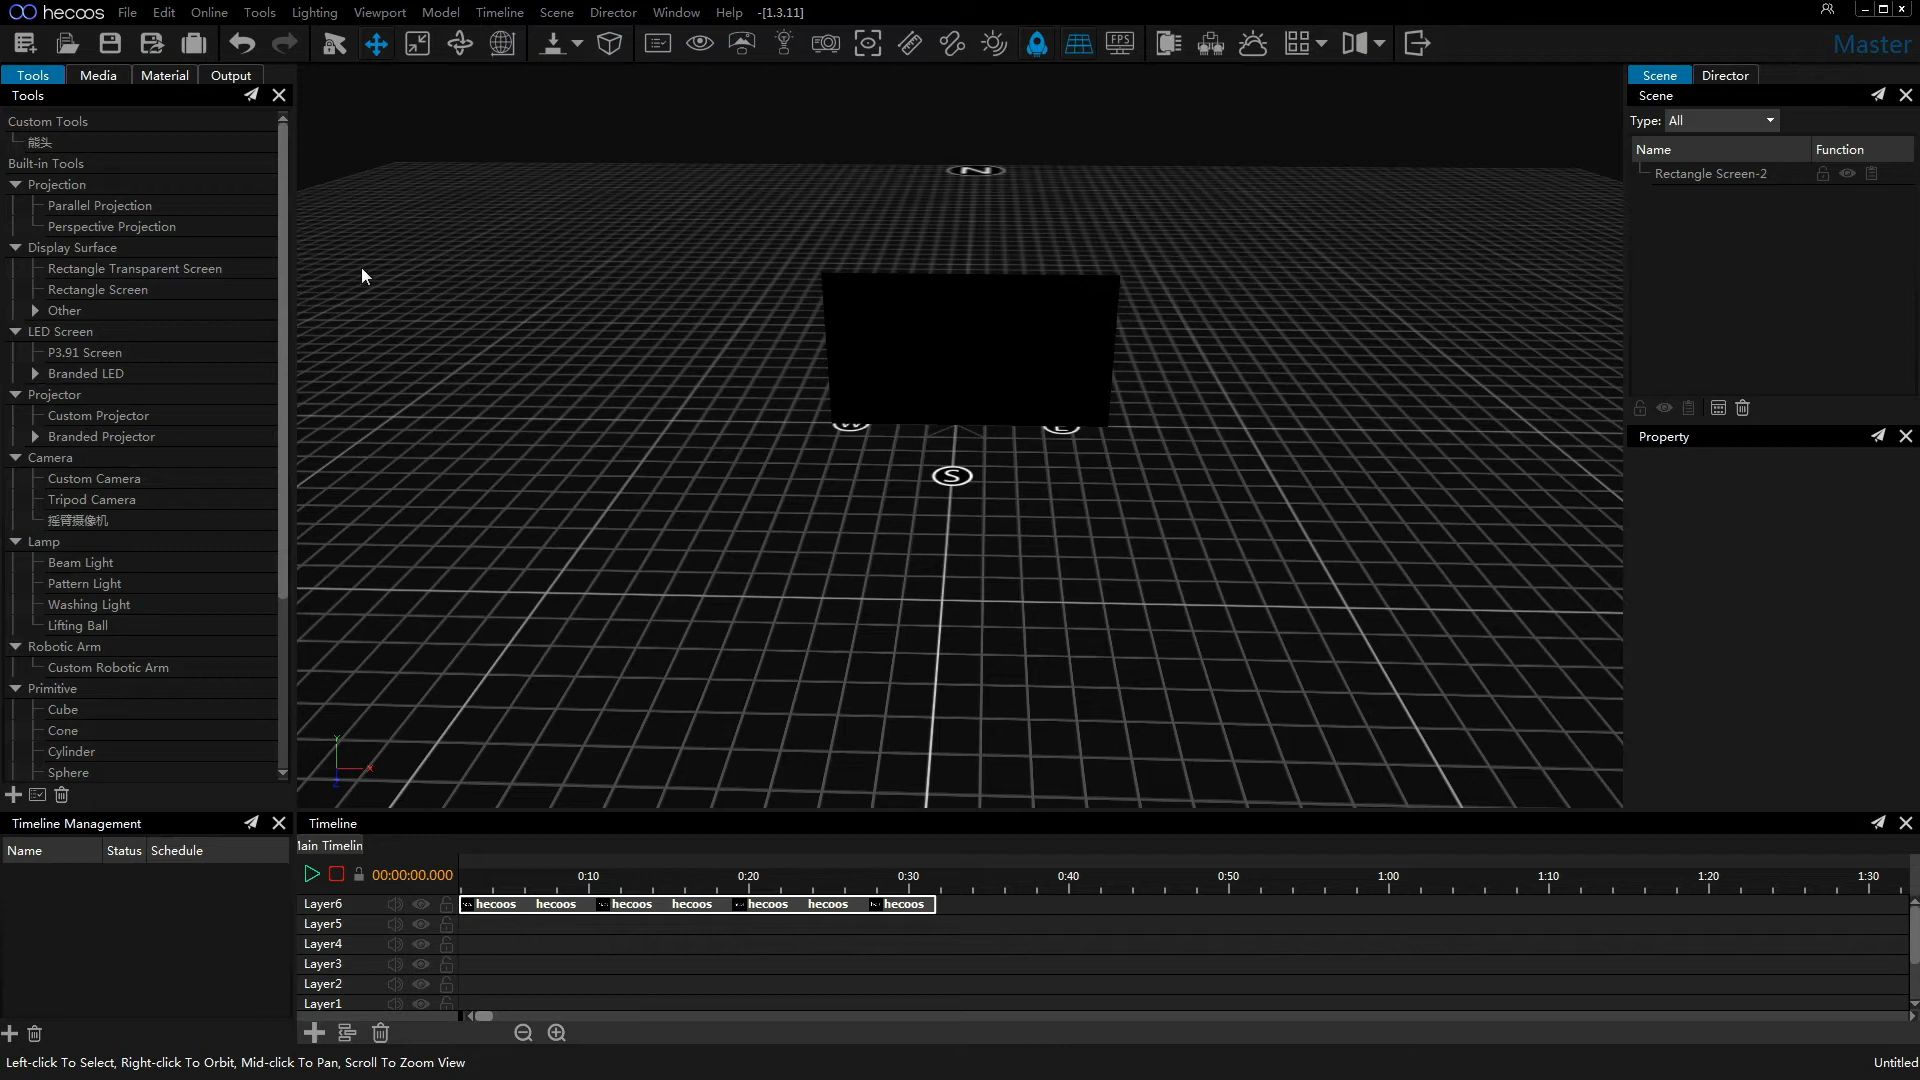 hecoos File Edit Online Tools Lighting Viewport Model Timeline Scene Director Window Help -[1.3.11]
FPS
Master
Tools Media Material Output
Tools
Custom Tools
熊头
Built-in Tools
Projection
Parallel Projection
Perspective Projection
Display Surface
Rectangle Transparent Screen
Rectangle Screen
Other
LED Screen
P3.91 Screen
Branded LED
Projector
Custom Projector
Branded Projector
Camera
Custom Camera
Tripod Camera
摇臂摄像机
Lamp
Beam Light
Pattern Light
Washing Light
Lifting Ball
Robotic Arm
Custom Robotic Arm
Primitive
Cube
Cone
Cylinder
Sphere
N
S
Y
X
Z
Scene Director
Scene
Type: All
Name Function
Rectangle Screen-2
Property
Timeline Management
Name Status Schedule
Timeline
Main Timelin
00:00:00.000
0:10 0:20 0:30 0:40 0:50 1:00 1:10 1:20 1:30
Layer6 hecoos hecoos hecoos hecoos hecoos hecoos hecoos
Layer5
Layer4
Layer3
Layer2
Layer1
Left-click To Select, Right-click To Orbit, Mid-click To Pan, Scroll To Zoom View
Untitled